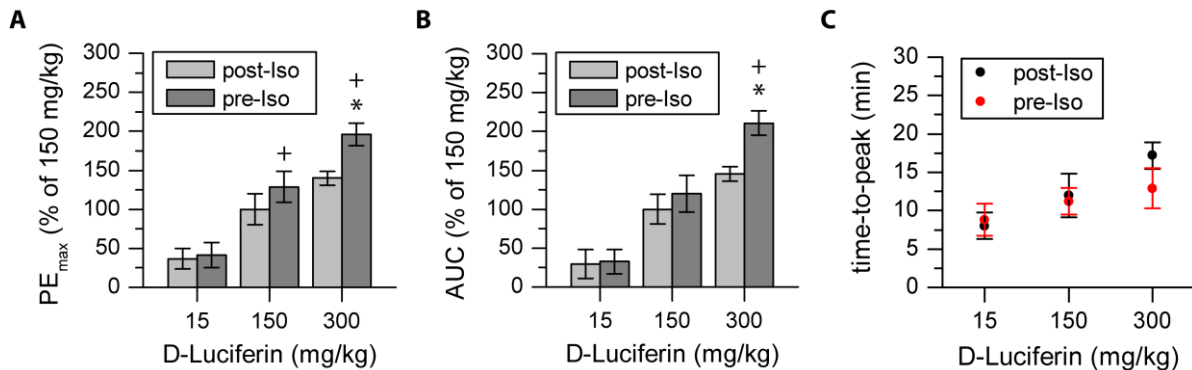 A
PE max (% of 150 mg/kg)
300
250
200
150
100
50
0
post-Iso
pre-Iso
+
+
*
15 150 300
D-Luciferin (mg/kg)
B
AUC (% of 150 mg/kg)
300
250
200
150
100
50
0
post-Iso
pre-Iso
+
*
15 150 300
D-Luciferin (mg/kg)
C
time-to-peak (min)
30
25
20
15
10
5
0
post-Iso
pre-Iso
15 150 300
D-Luciferin (mg/kg)